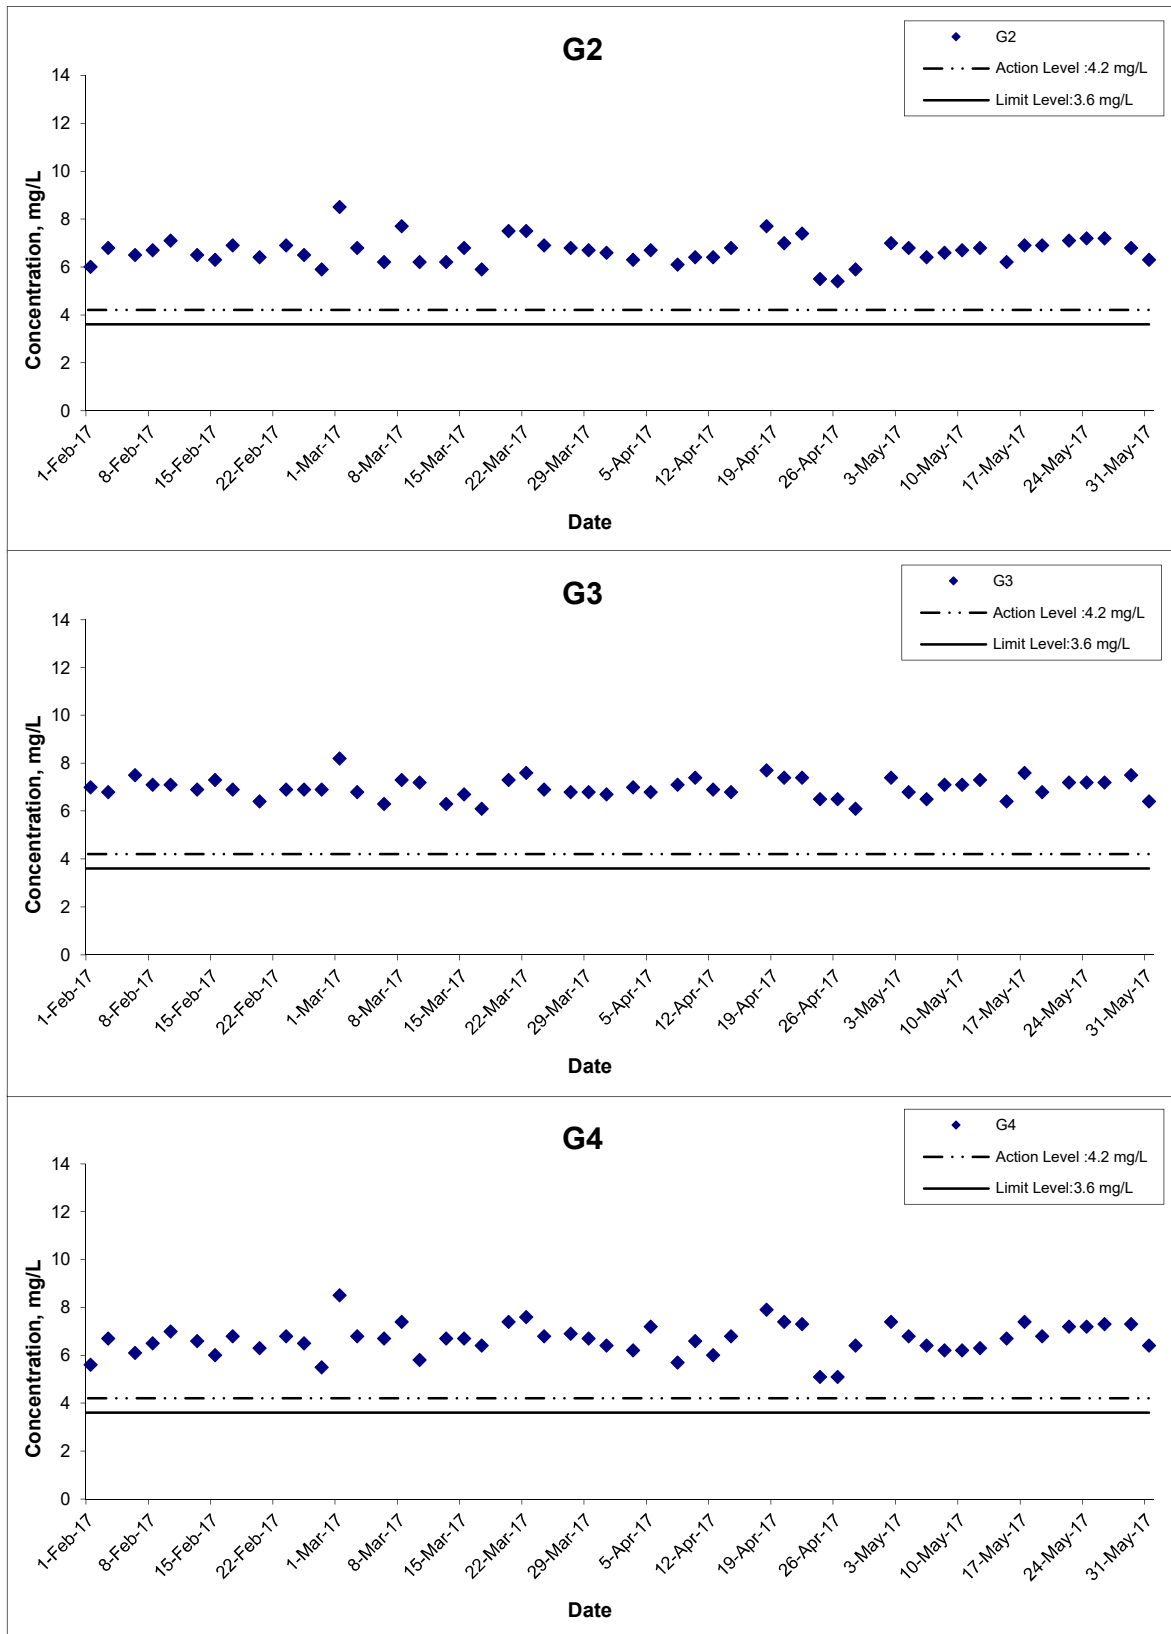 G2
G2
Action Level :4.2 mg/L
Limit Level:3.6 mg/L
Concentration, mg/L
14
12
10
8
6
4
2
0
1-Feb-17
8-Feb-17
15-Feb-17
22-Feb-17
1-Mar-17
8-Mar-17
15-Mar-17
22-Mar-17
29-Mar-17
5-Apr-17
12-Apr-17
19-Apr-17
26-Apr-17
3-May-17
10-May-17
17-May-17
24-May-17
31-May-17
Date
G3
G3
Action Level :4.2 mg/L
Limit Level:3.6 mg/L
Concentration, mg/L
14
12
10
8
6
4
2
0
1-Feb-17
8-Feb-17
15-Feb-17
22-Feb-17
1-Mar-17
8-Mar-17
15-Mar-17
22-Mar-17
29-Mar-17
5-Apr-17
12-Apr-17
19-Apr-17
26-Apr-17
3-May-17
10-May-17
17-May-17
24-May-17
31-May-17
Date
G4
G4
Action Level :4.2 mg/L
Limit Level:3.6 mg/L
Concentration, mg/L
14
12
10
8
6
4
2
0
1-Feb-17
8-Feb-17
15-Feb-17
22-Feb-17
1-Mar-17
8-Mar-17
15-Mar-17
22-Mar-17
29-Mar-17
5-Apr-17
12-Apr-17
19-Apr-17
26-Apr-17
3-May-17
10-May-17
17-May-17
24-May-17
31-May-17
Date